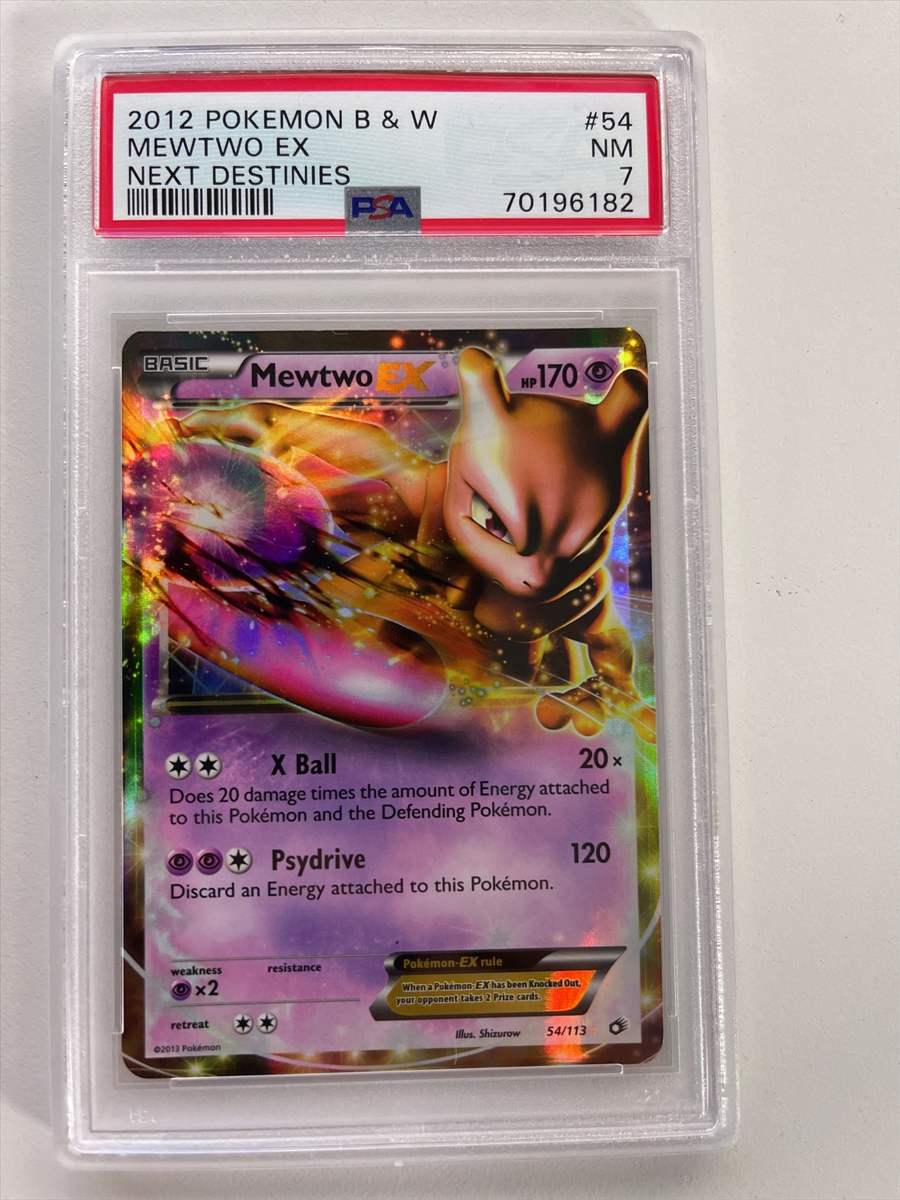 2012 POKEMON B & W #54
MEWTWO EX NM
NEXT DESTINIES 7
PSA 70196182
BASIC Mewtwo EX HP170
X Ball 20×
Does 20 damage times the amount of Energy attached
to this Pokémon and the Defending Pokémon.
Psydrive 120
Discard an Energy attached to this Pokémon.
weakness resistance
×2
retreat
Pokémon-EX rule
When a Pokémon-EX has been Knocked Out,
your opponent takes 2 Prize cards.
Illus. Shizurow 54/113
©2013 Pokémon